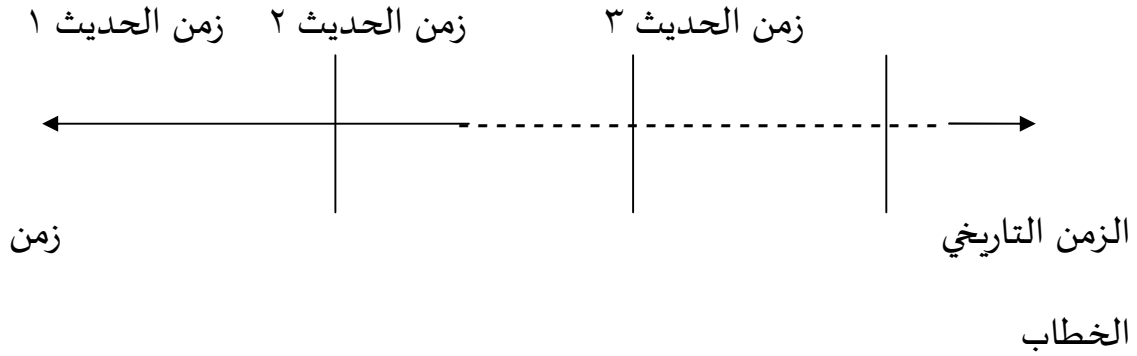 زمن الحديث ٣ زمن الحديث ٢ زمن الحديث ١
الزمن التاريخي زمن
الخطاب